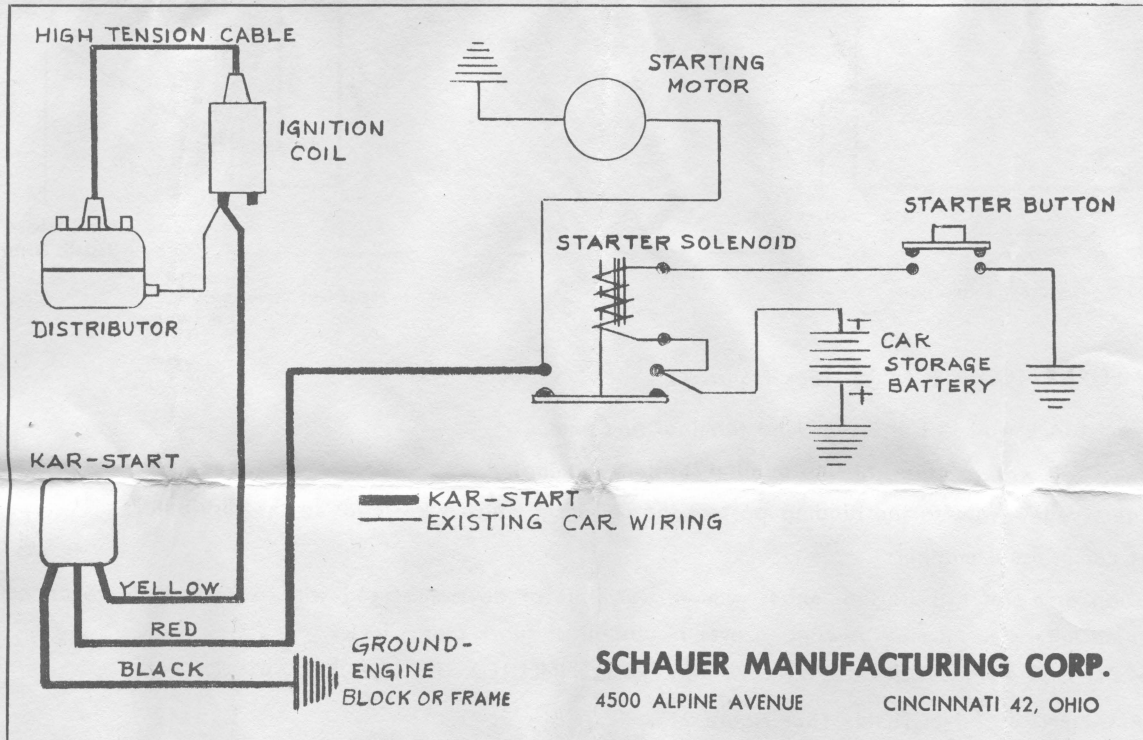 HIGH TENSION CABLE
IGNITION
COIL
STARTING
MOTOR
STARTER BUTTON
STARTER SOLENOID
DISTRIBUTOR
CAR
STORAGE
BATTERY
KAR-START
KAR-START
EXISTING CAR WIRING
YELLOW
RED
BLACK
GROUND-
ENGINE
BLOCK OR FRAME
SCHAUER MANUFACTURING CORP.
4500 ALPINE AVENUE CINCINNATI 42, OHIO